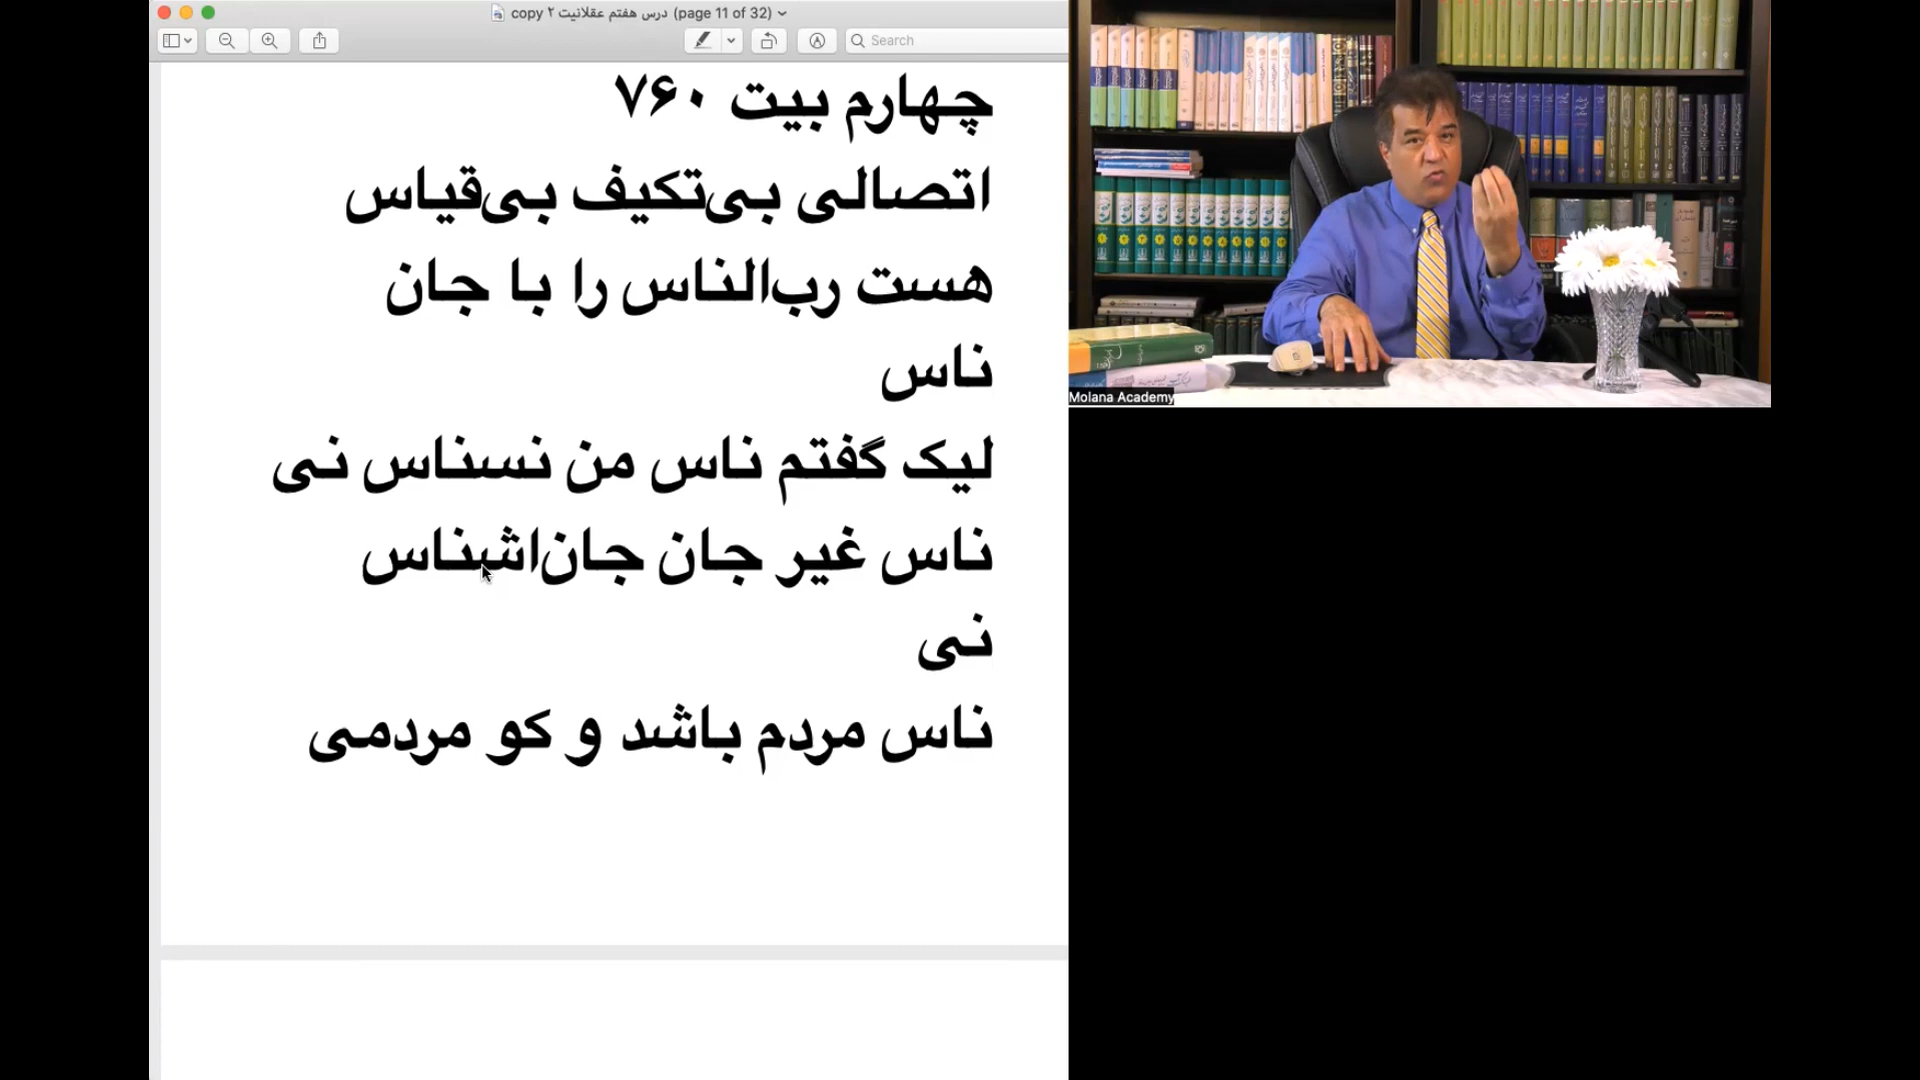 درس هفتم عقلانیت ۲ copy (page 11 of 32)
Search
چهارم بیت ۷۶۰
اتصالی بی‌تکیف بی‌قیاس
هست رب‌الناس را با جان
ناس
لیک گفتم ناس من نسناس نی
ناس غیر جان جان‌اشناس
نی
ناس مردم باشد و کو مردمی
Molana Academy